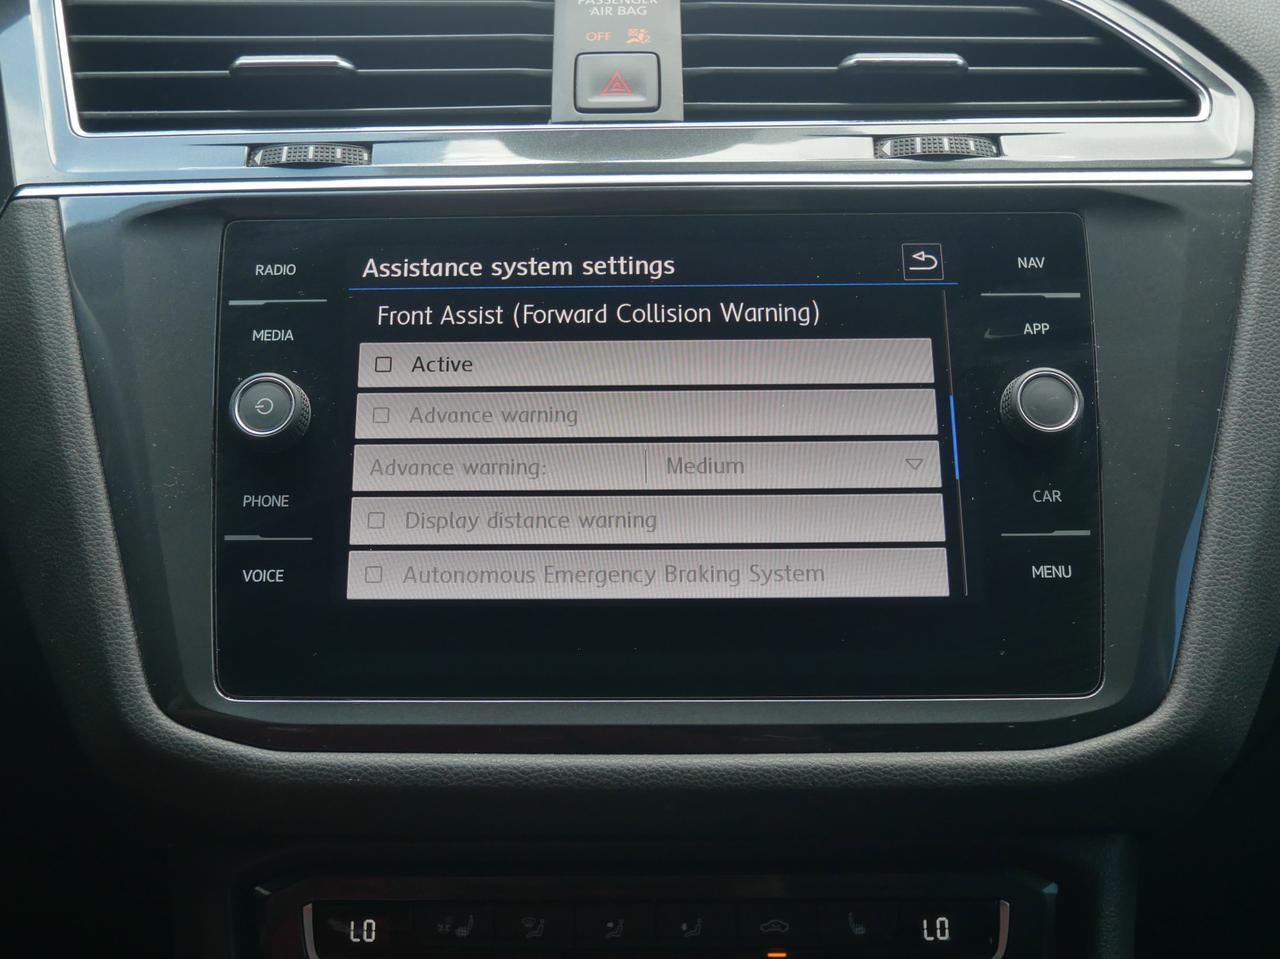 PASSENGER
AIR BAG
OFF
RADIO
MEDIA
PHONE
VOICE
Assistance system settings
Front Assist (Forward Collision Warning)
Active
Advance warning
Advance warning: Medium
Display distance warning
Autonomous Emergency Braking System
NAV
APP
CAR
MENU
LO
LO